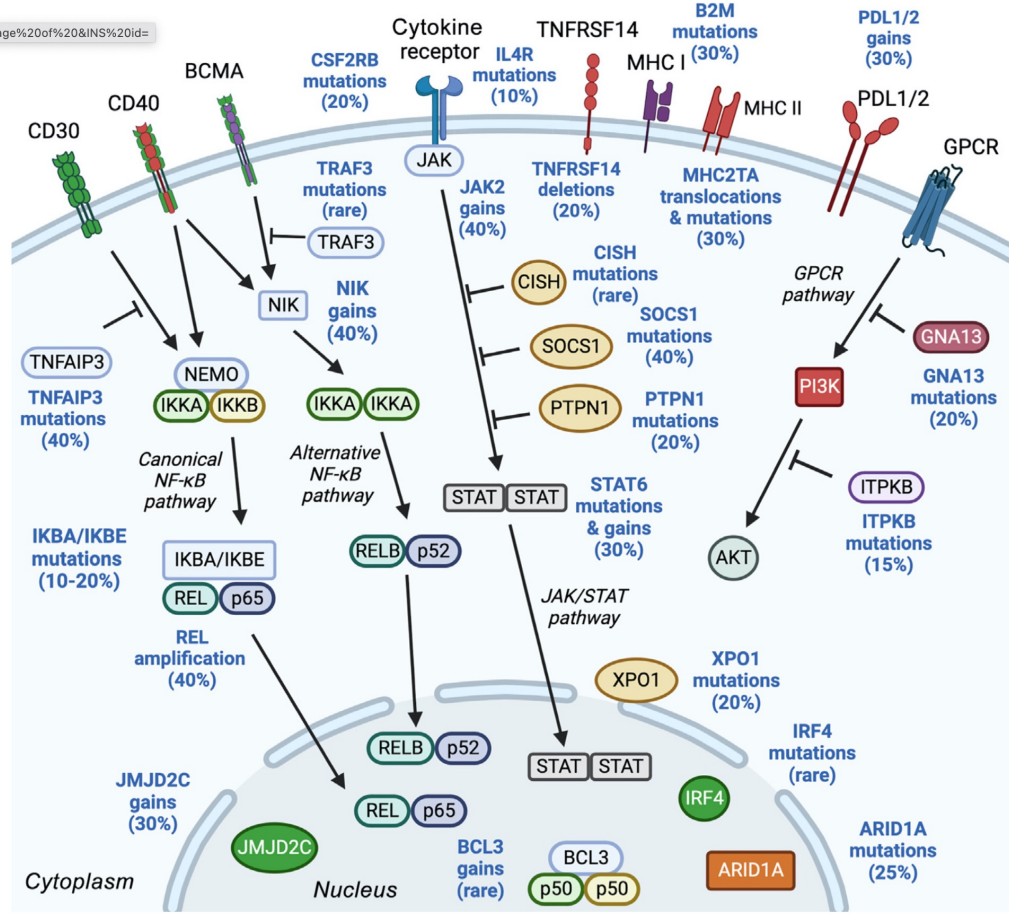 age%20of%20&INS%20id=
CD30
CD40
BCMA
CSF2RB
mutations
(20%)
Cytokine
receptor
IL4R
mutations
(10%)
TNFRSF14
MHC I
B2M
mutations
(30%)
MHC II
PDL1/2
gains
(30%)
PDL1/2
GPCR
JAK
TRAF3
mutations
(rare)
TRAF3
JAK2
gains
(40%)
TNFRSF14
deletions
(20%)
MHC2TA
translocations
& mutations
(30%)
NIK
NIK
gains
(40%)
CISH
CISH
mutations
(rare)
SOCS1
SOCS1
mutations
(40%)
PTPN1
PTPN1
mutations
(20%)
GPCR
pathway
GNA13
GNA13
mutations
(20%)
PI3K
TNFAIP3
TNFAIP3
mutations
(40%)
NEMO
IKKA IKKB
IKKA IKKA
Canonical
NF-κB
pathway
Alternative
NF-κB
pathway
STAT STAT
STAT6
mutations
& gains
(30%)
ITPKB
ITPKB
mutations
(15%)
AKT
IKBA/IKBE
mutations
(10-20%)
IKBA/IKBE
REL p65
RELB p52
REL
amplification
(40%)
JAK/STAT
pathway
XPO1
XPO1
mutations
(20%)
RELB p52
STAT STAT
IRF4
mutations
(rare)
IRF4
JMJD2C
gains
(30%)
REL p65
JMJD2C
BCL3
gains
(rare)
BCL3
p50 p50
ARID1A
ARID1A
mutations
(25%)
Cytoplasm
Nucleus